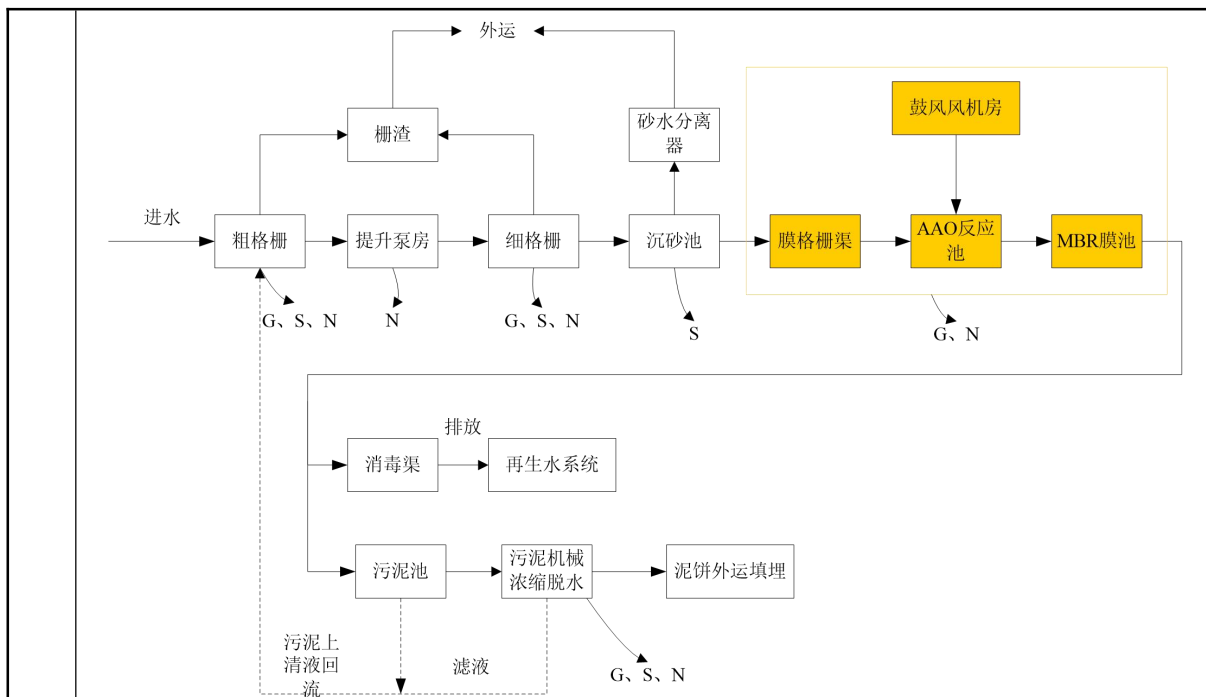 外运
鼓风风机房
栅渣
砂水分离
器
进水
粗格栅
提升泵房
细格栅
沉砂池
膜格栅渠
AAO反应
池
MBR膜池
G、S、N
N
G、S、N
S
G、N
排放
消毒渠
再生水系统
污泥池
污泥机械
浓缩脱水
泥饼外运填埋
污泥上
清液回
流
滤液
G、S、N